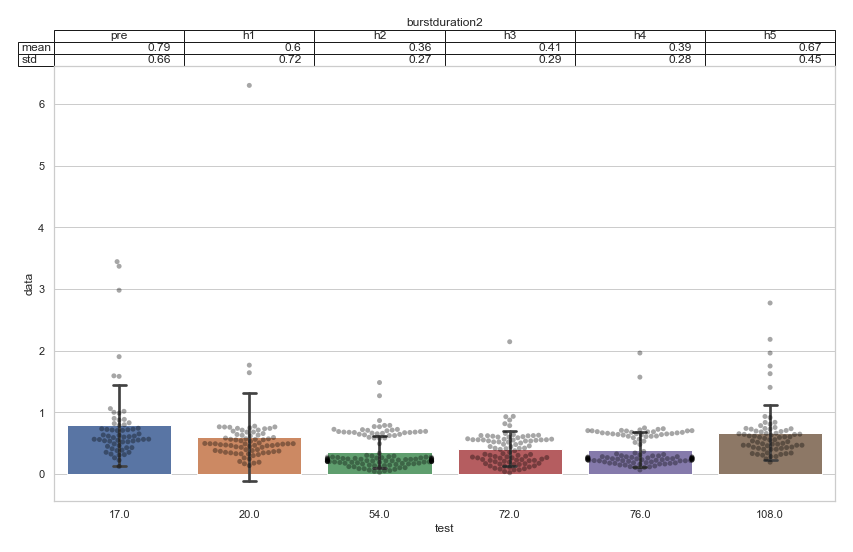 burstduration2
pre h1 h2 h3 h4 h5
mean 0.79 0.6 0.36 0.41 0.39 0.67
std 0.66 0.72 0.27 0.29 0.28 0.45
6
5
4
data
3
2
1
0
17.0 20.0 54.0 72.0 76.0 108.0
test